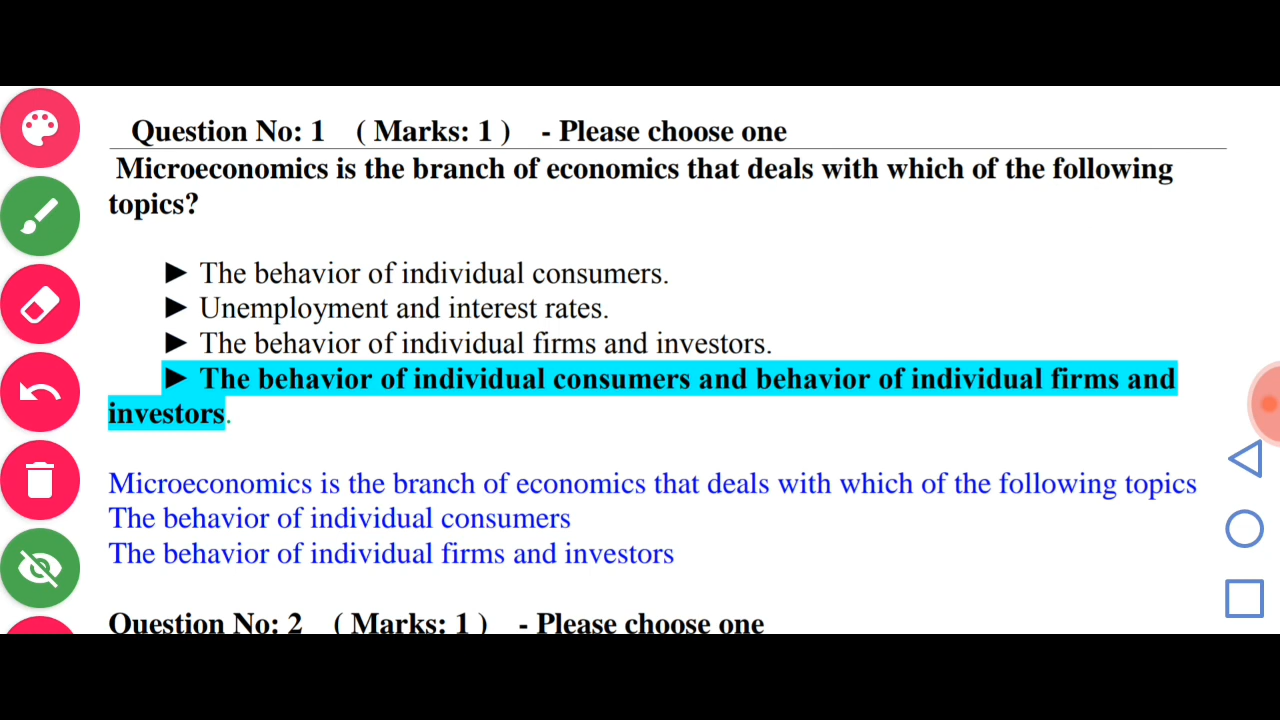 Question No: 1 ( Marks: 1 ) - Please choose one
Microeconomics is the branch of economics that deals with which of the following
topics?
► The behavior of individual consumers.
► Unemployment and interest rates.
► The behavior of individual firms and investors.
► The behavior of individual consumers and behavior of individual firms and
investors.
Microeconomics is the branch of economics that deals with which of the following topics
The behavior of individual consumers
The behavior of individual firms and investors
Question No: 2 ( Marks: 1 ) - Please choose one